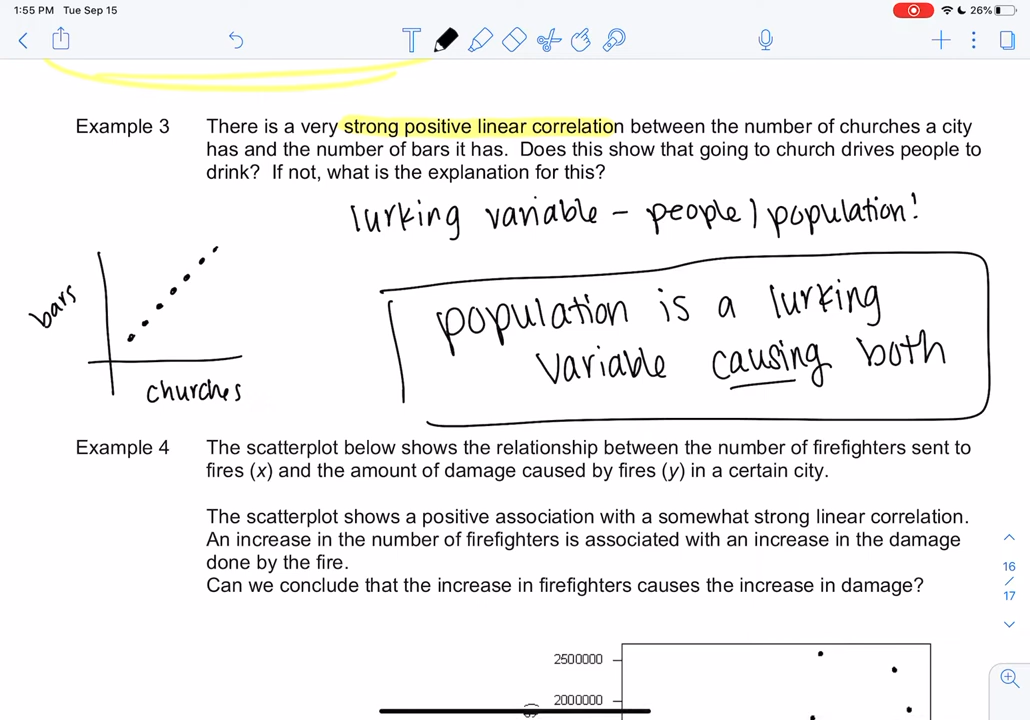 1:55 PM Tue Sep 15
26%
T
Example 3 There is a very strong positive linear correlation between the number of churches a city
has and the number of bars it has. Does this show that going to church drives people to
drink? If not, what is the explanation for this?
lurking variable - people / population!
bars
churches
population is a lurking
variable causing both
Example 4 The scatterplot below shows the relationship between the number of firefighters sent to
fires (x) and the amount of damage caused by fires (y) in a certain city.
The scatterplot shows a positive association with a somewhat strong linear correlation.
An increase in the number of firefighters is associated with an increase in the damage
done by the fire.
Can we conclude that the increase in firefighters causes the increase in damage?
16
/
17
2500000
2000000